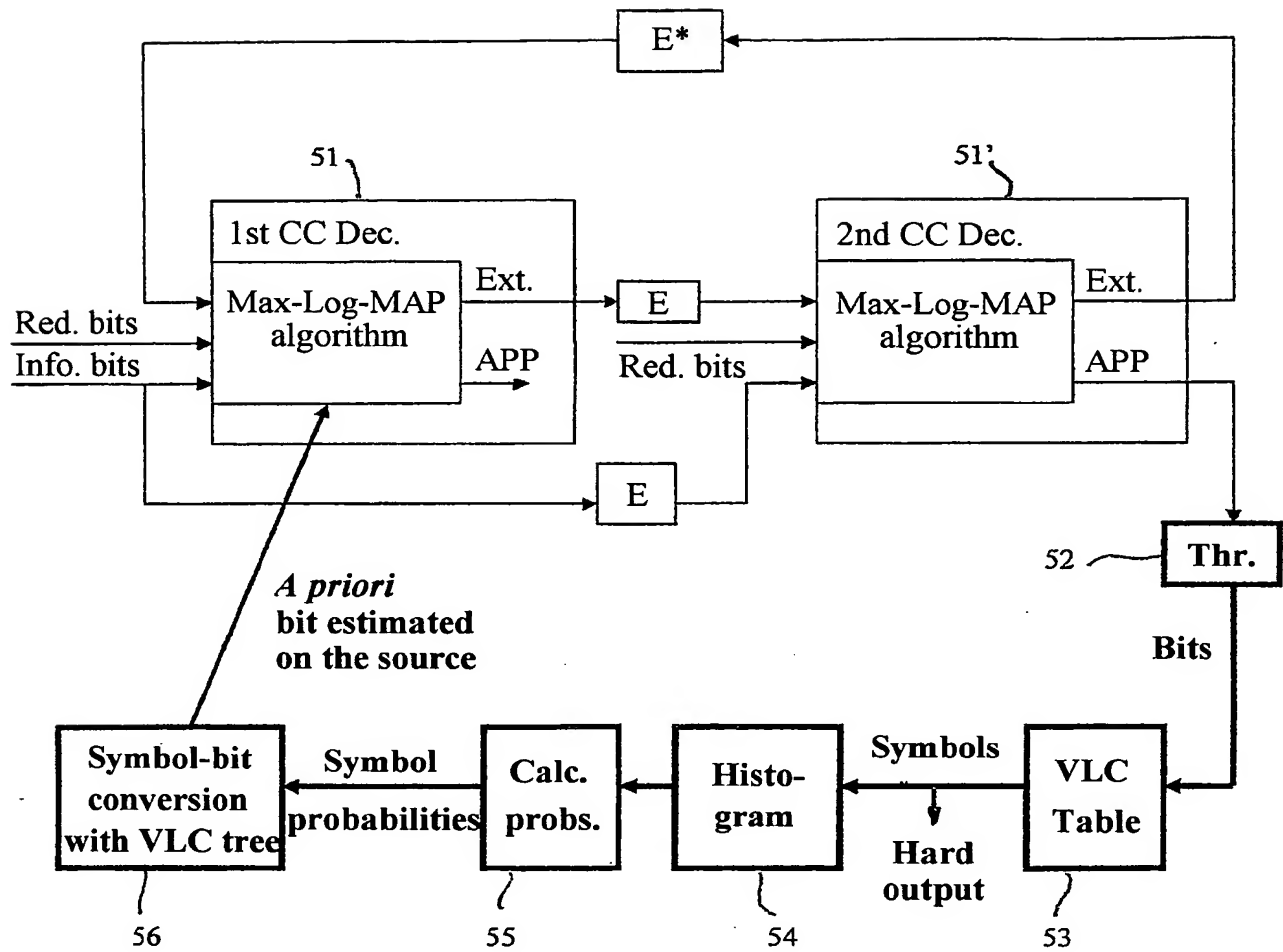 E*
51
51'
1st CC Dec.
2nd CC Dec.
Max-Log-MAP
algorithm
Ext.
APP
E
Max-Log-MAP
algorithm
Ext.
APP
Red. bits
Info. bits
Red. bits
E
52
Thr.
A priori
bit estimated
on the source
Bits
Symbol-bit
conversion
with VLC tree
Symbol
probabilities
Calc.
probs.
Histo-
gram
Symbols
Hard
output
VLC
Table
56
55
54
53